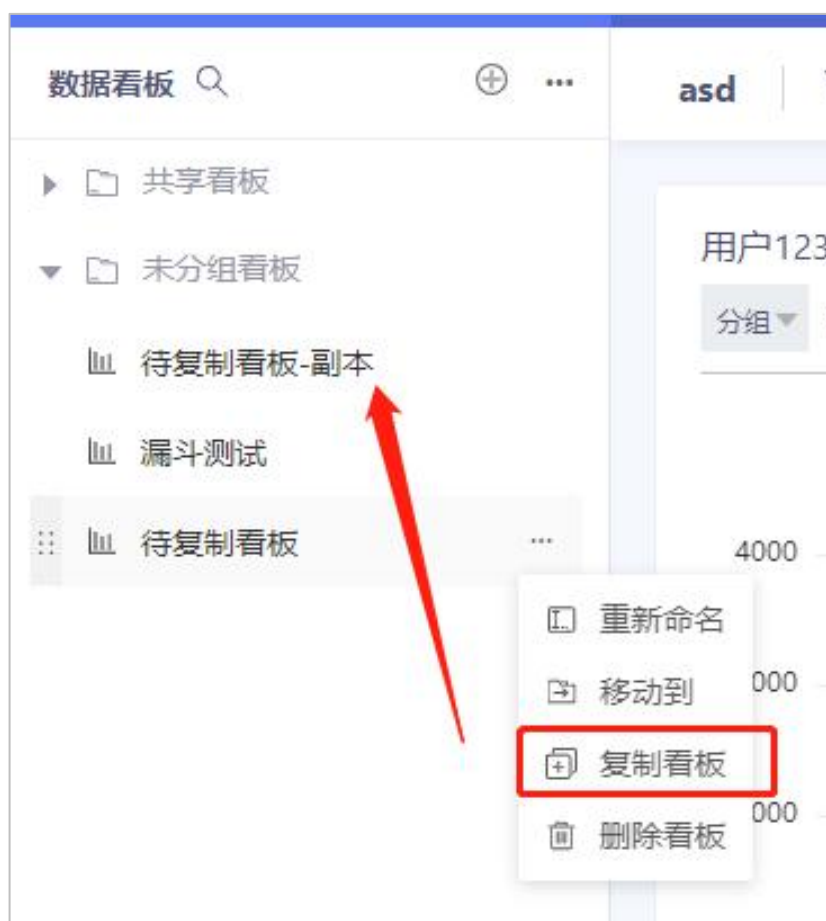 数据看板
asd
共享看板
未分组看板
用户123
分组
待复制看板-副本
漏斗测试
待复制看板
4000
重新命名
移动到
000
复制看板
000
删除看板